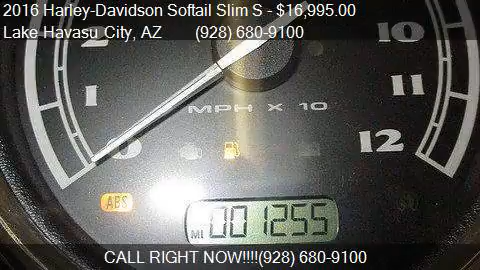 2016 Harley-Davidson Softail Slim S - $16,995.00
Lake Havasu City, AZ (928) 680-9100
2
1
0
MPH X 10
11
12
ABS
MI 001255
CALL RIGHT NOW!!!!(928) 680-9100